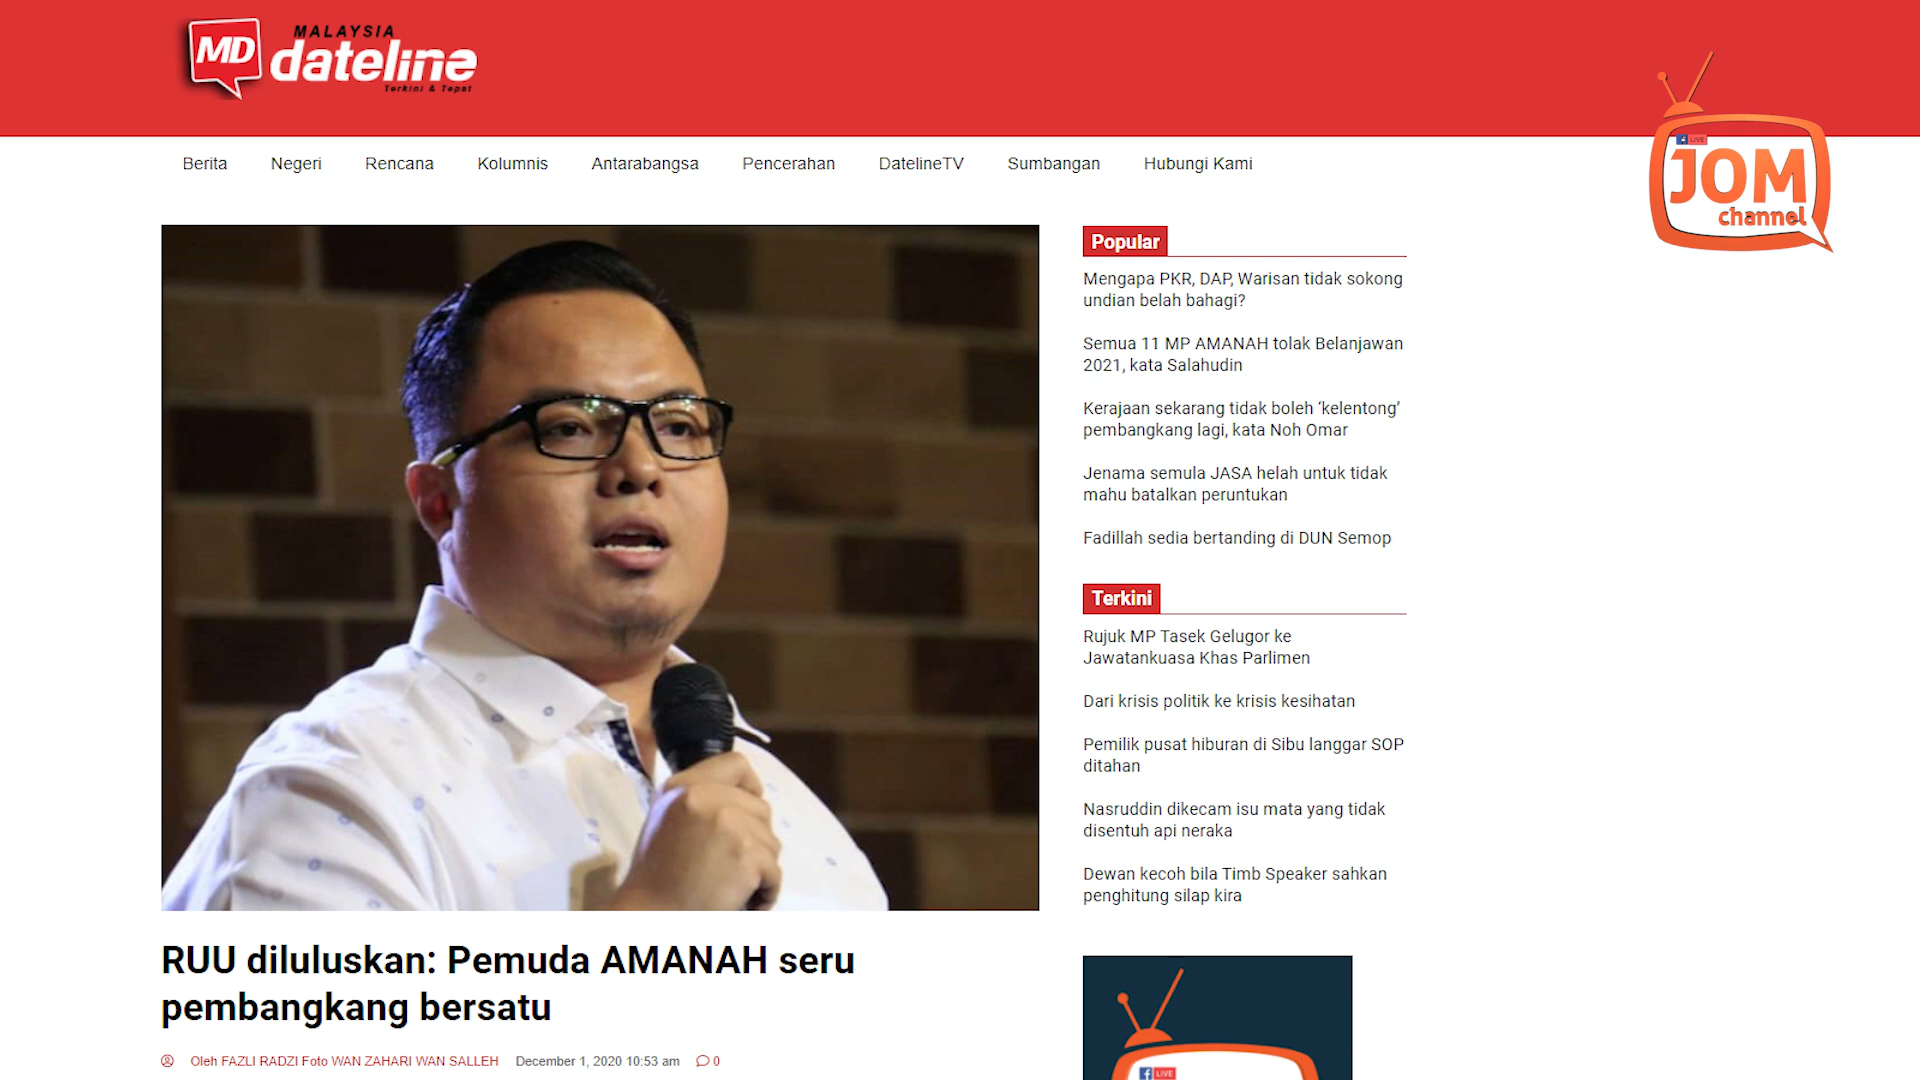 MD
MALAYSIA
dateline
Terkini & Tepat
LIVE
JOM
channel
Berita
Negeri
Rencana
Kolumnis
Antarabangsa
Pencerahan
DatelineTV
Sumbangan
Hubungi Kami
Popular
Mengapa PKR, DAP, Warisan tidak sokong
undian belah bahagi?
Semua 11 MP AMANAH tolak Belanjawan
2021, kata Salahudin
Kerajaan sekarang tidak boleh ‘kelentong’
pembangkang lagi, kata Noh Omar
Jenama semula JASA helah untuk tidak
mahu batalkan peruntukan
Fadillah sedia bertanding di DUN Semop
Terkini
Rujuk MP Tasek Gelugor ke
Jawatankuasa Khas Parlimen
Dari krisis politik ke krisis kesihatan
Pemilik pusat hiburan di Sibu langgar SOP
ditahan
Nasruddin dikecam isu mata yang tidak
disentuh api neraka
Dewan kecoh bila Timb Speaker sahkan
penghitung silap kira
RUU diluluskan: Pemuda AMANAH seru
pembangkang bersatu
Oleh FAZLI RADZI Foto WAN ZAHARI WAN SALLEH December 1, 2020 10:53 am 0
LIVE